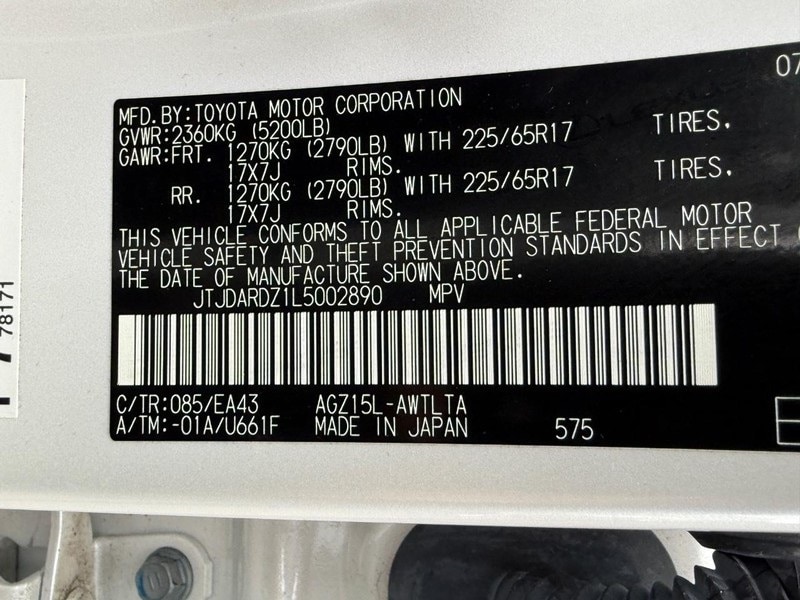 07
MFD.BY:TOYOTA MOTOR CORPORATION
GVWR:2360KG (5200LB)
GAWR:FRT. 1270KG (2790LB) WITH 225/65R17 TIRES.
17X7J RIMS.
RR. 1270KG (2790LB) WITH 225/65R17 TIRES.
17X7J RIMS.
THIS VEHICLE CONFORMS TO ALL APPLICABLE FEDERAL MOTOR
VEHICLE SAFETY AND THEFT PREVENTION STANDARDS IN EFFECT
THE DATE OF MANUFACTURE SHOWN ABOVE.
JTJDARDZ1L5002890 MPV
C/TR:085/EA43 AGZ15L-AWTLTA
A/TM:-01A/U661F MADE IN JAPAN 575
78171